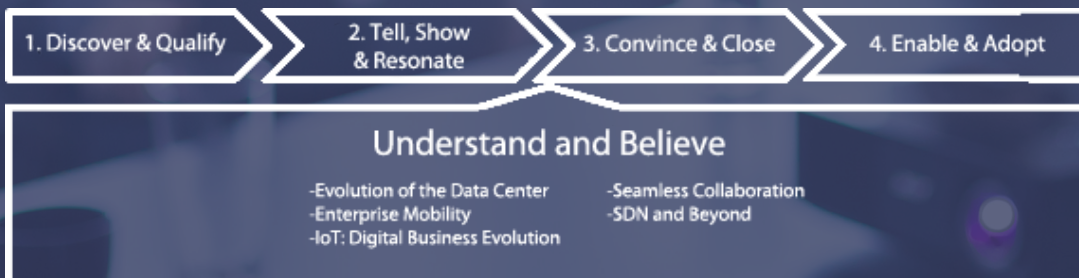 1. Discover & Qualify
2. Tell, Show
& Resonate
3. Convince & Close
4. Enable & Adopt
Understand and Believe
-Evolution of the Data Center
-Enterprise Mobility
-IoT: Digital Business Evolution
-Seamless Collaboration
-SDN and Beyond